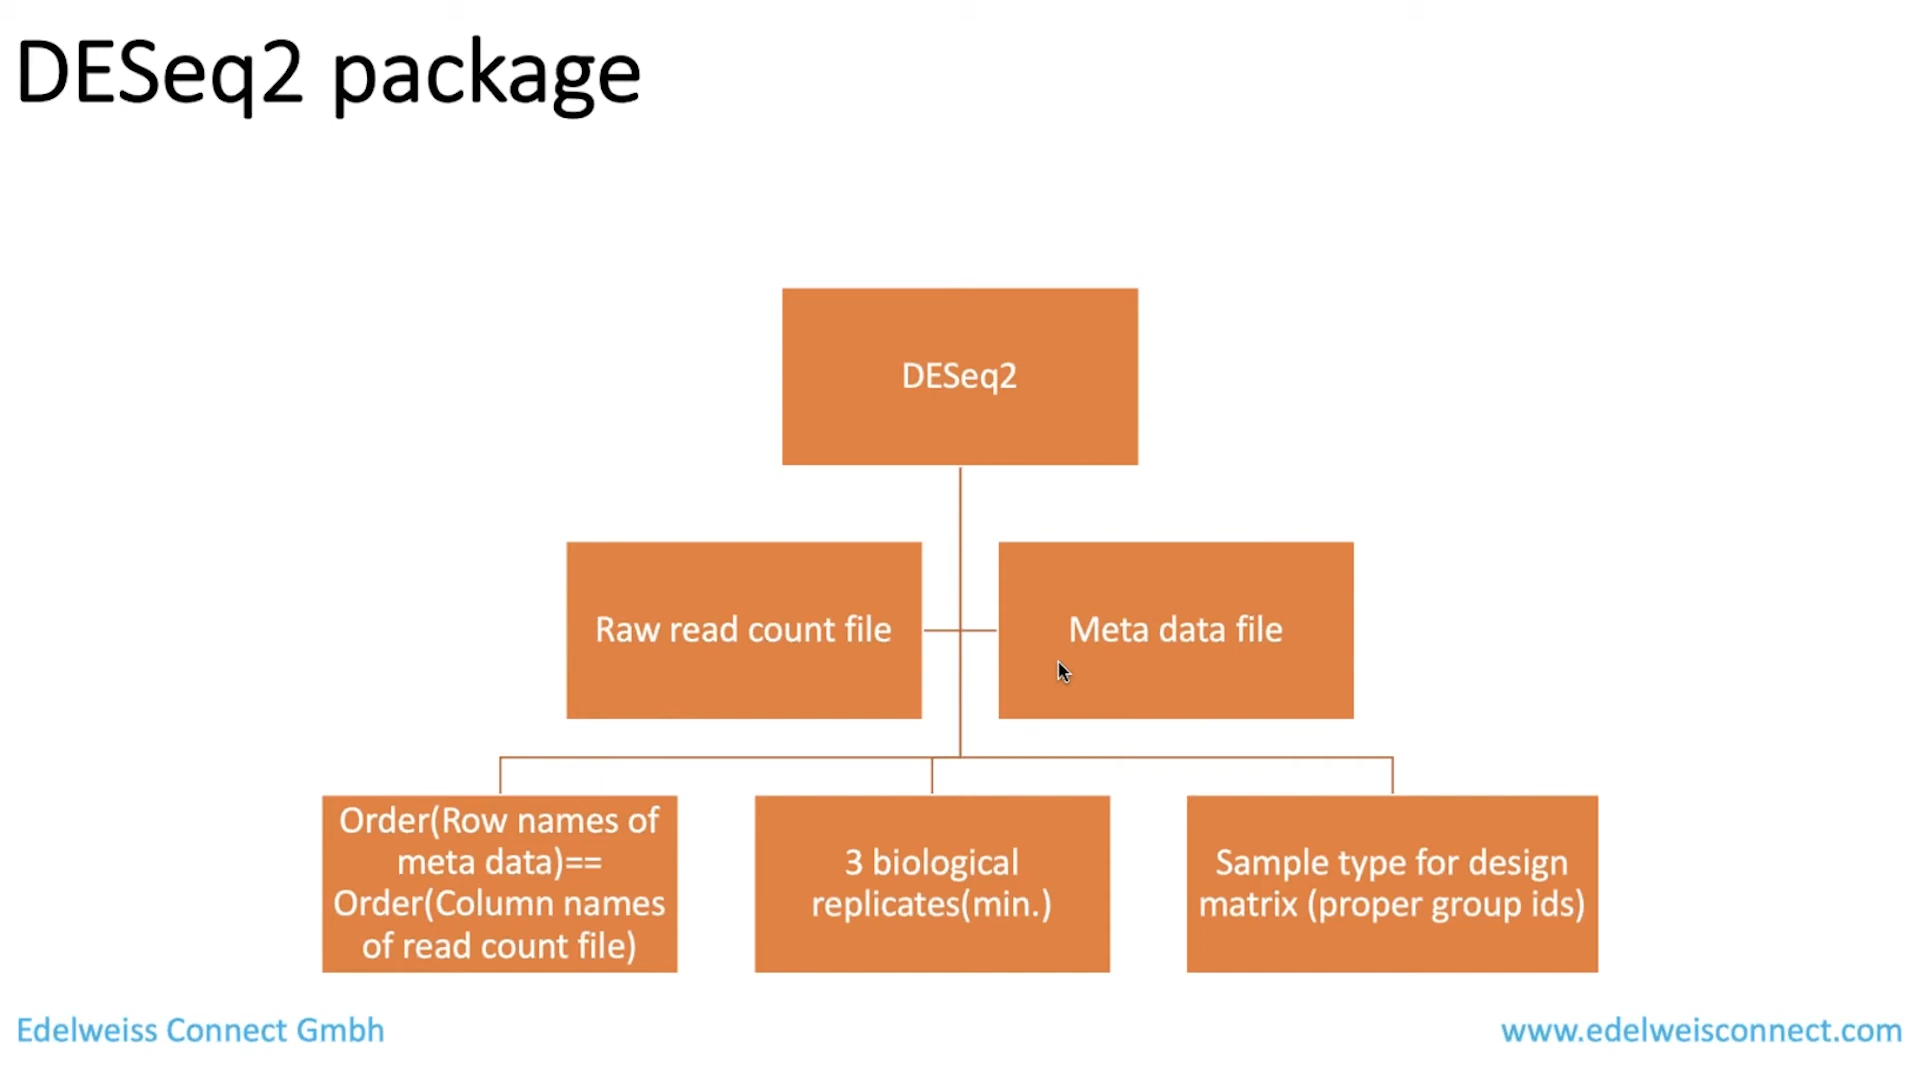 DESeq2 package
DESeq2
Raw read count file
Meta data file
Order(Row names of
meta data)==
Order(Column names
of read count file)
3 biological
replicates(min.)
Sample type for design
matrix (proper group ids)
Edelweiss Connect Gmbh
www.edelweisconnect.com